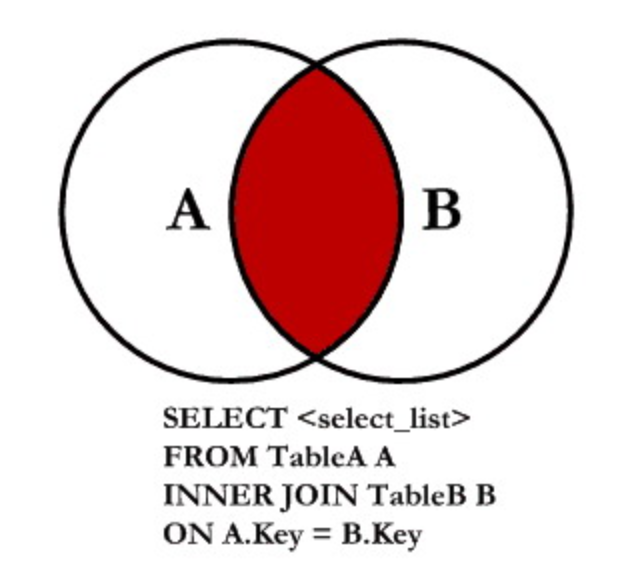 A B
SELECT <select_list>
FROM TableA A
INNER JOIN TableB B
ON A.Key = B.Key